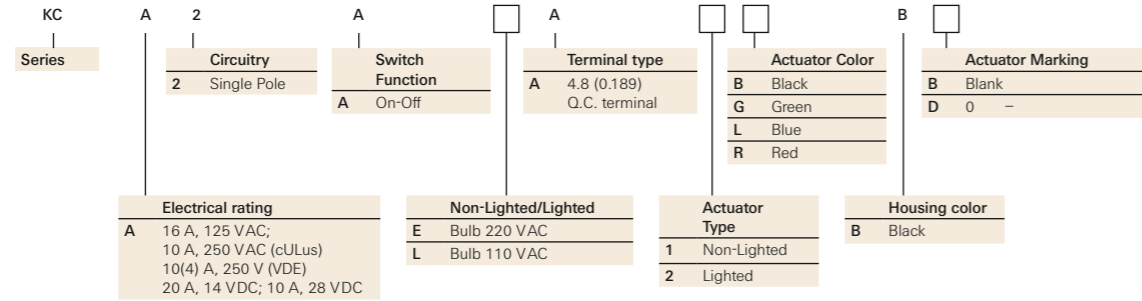 KC A 2 A A B
Series
Circuitry
2 Single Pole
Switch
Function
A On-Off
Terminal type
A 4.8 (0.189)
Q.C. terminal
Actuator Color
B Black
G Green
L Blue
R Red
Actuator Marking
B Blank
D 0 –
Electrical rating
A 16 A, 125 VAC;
10 A, 250 VAC (cULus)
10(4) A, 250 V (VDE)
20 A, 14 VDC; 10 A, 28 VDC
Non-Lighted/Lighted
E Bulb 220 VAC
L Bulb 110 VAC
Actuator
Type
1 Non-Lighted
2 Lighted
Housing color
B Black